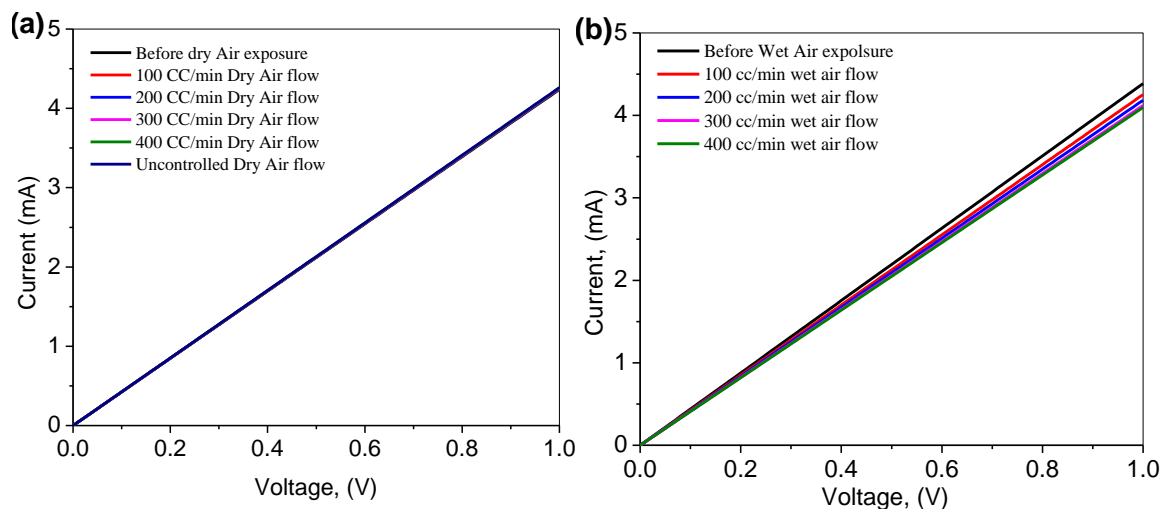 (a)
Before dry Air exposure
100 CC/min Dry Air flow
200 CC/min Dry Air flow
300 CC/min Dry Air flow
400 CC/min Dry Air flow
Uncontrolled Dry Air flow
5
4
3
2
1
0
Current (mA)
0.0 0.2 0.4 0.6 0.8 1.0
Voltage, (V)
(b)
Before Wet Air expolsure
100 cc/min wet air flow
200 cc/min wet air flow
300 cc/min wet air flow
400 cc/min wet air flow
5
4
3
2
1
0
Current, (mA)
0.0 0.2 0.4 0.6 0.8 1.0
Voltage, (V)